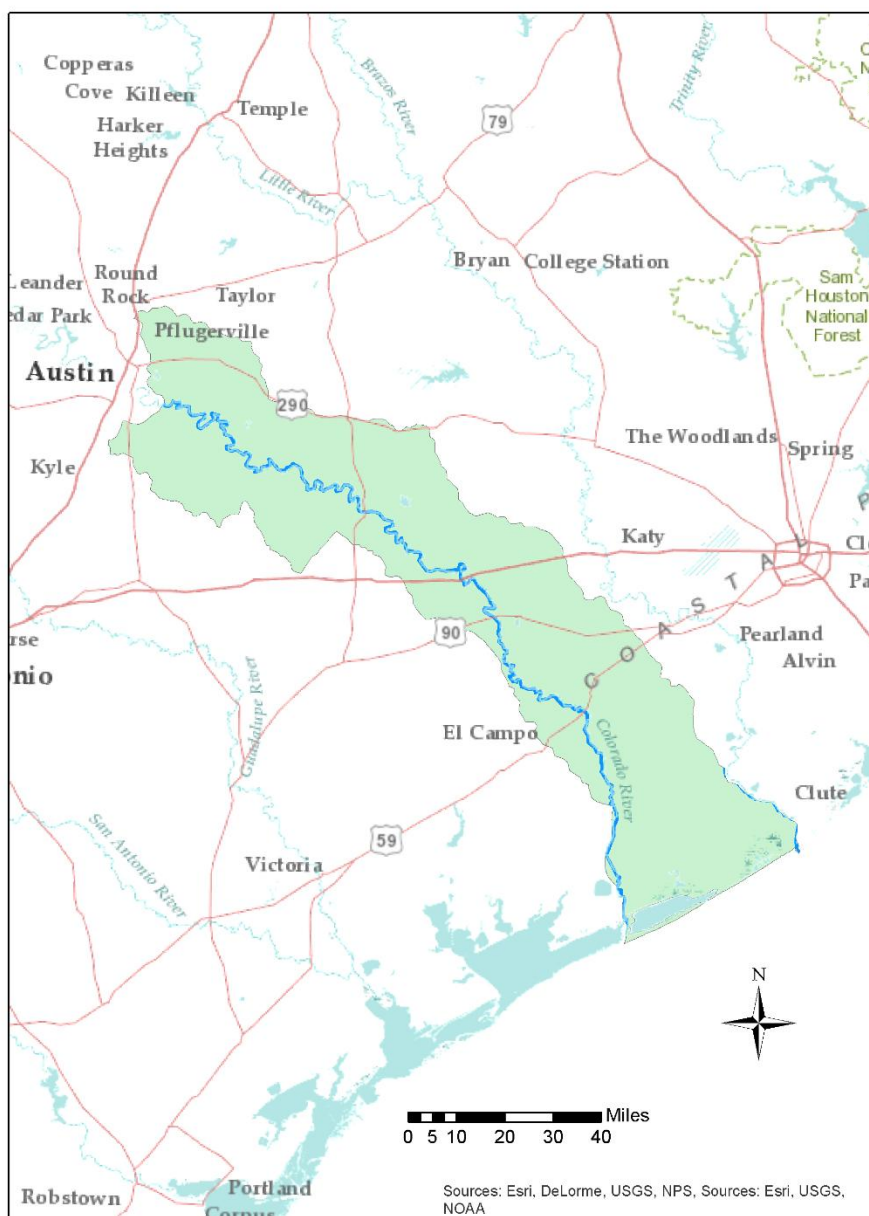 Copperas
Cove
Killeen
Harker
Heights
Temple
Brazos River
Trinity River
79
Little River
Leander
Round
Rock
Taylor
Bryan
College Station
Sam
Houston
National
Forest
edar Park
Pflugerville
Austin
290
The Woodlands
Spring
Kyle
Katy
COASTAL P
Cl
Pa
90
Pearland
Alvin
rse
onio
Guadalupe River
El Campo
Colorado River
Clute
San Antonio River
59
Victoria
N
Miles
0 5 10 20 30 40
Robstown
Portland
Corpus
Sources: Esri, DeLorme, USGS, NPS, Sources: Esri, USGS,
NOAA